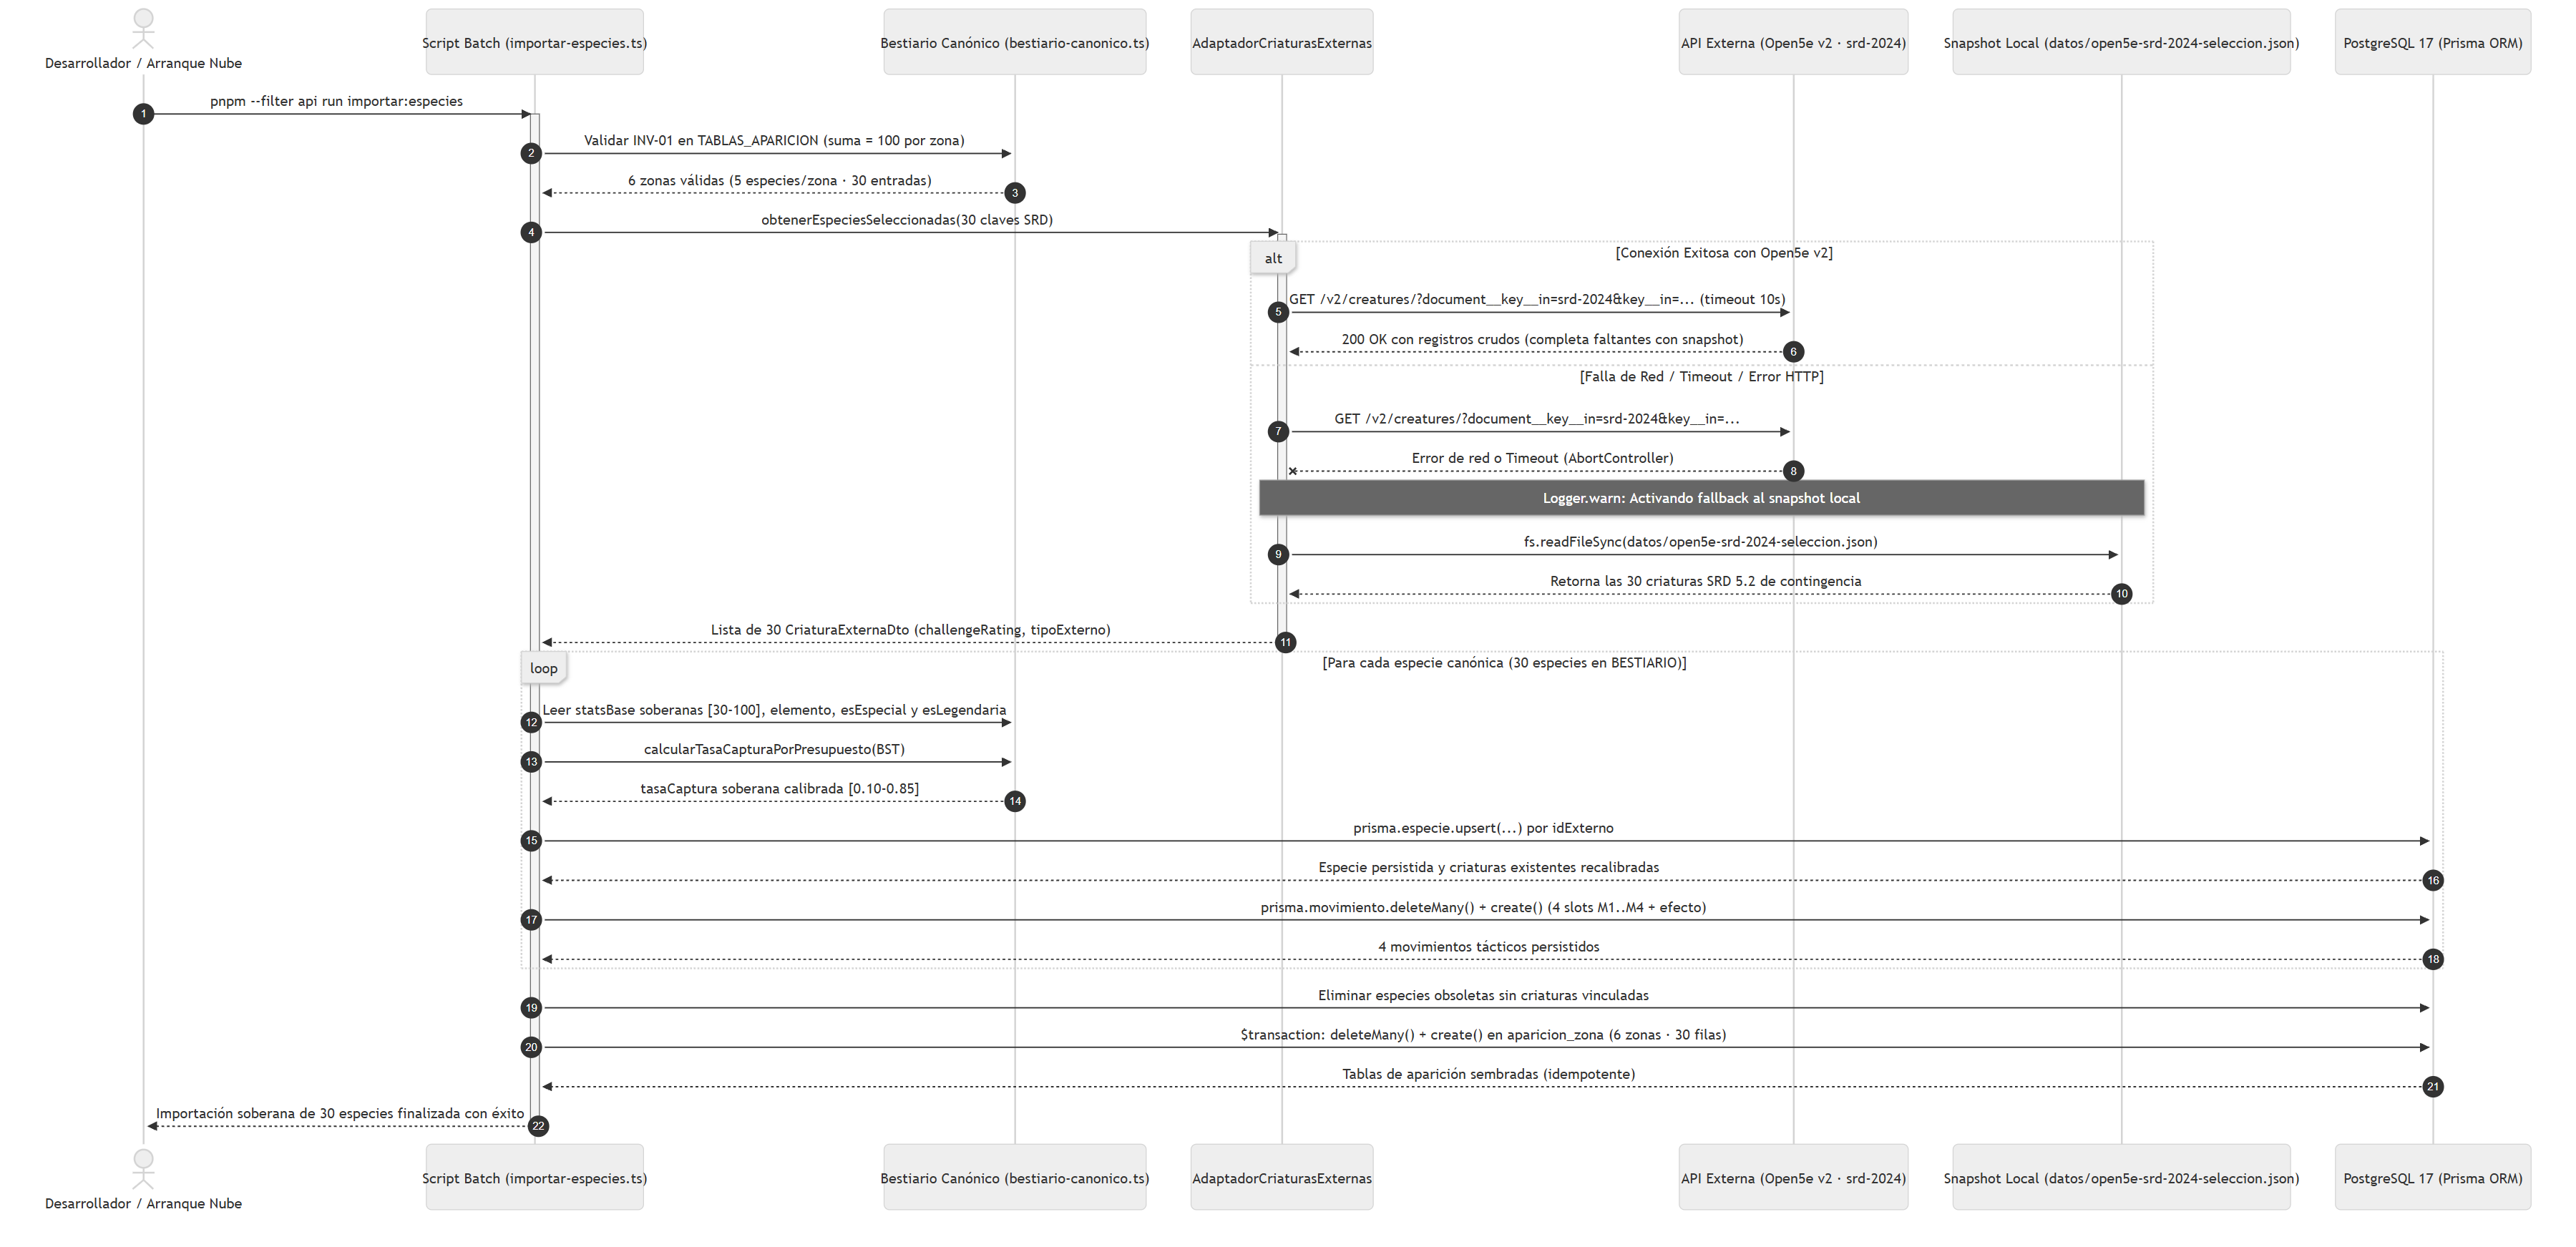 Desarrollador / Arranque Nube
Script Batch (importar-especies.ts)
Bestiario Canónico (bestiario-canonico.ts)
AdaptadorCriaturasExternas
API Externa (Open5e v2 · srd-2024)
Snapshot Local (datos/open5e-srd-2024-seleccion.json)
PostgreSQL 17 (Prisma ORM)
pnpm --filter api run importar:especies
1
Validar INV-01 en TABLAS_APARICION (suma = 100 por zona)
2
6 zonas válidas (5 especies/zona · 30 entradas)
3
obtenerEspeciesSeleccionadas(30 claves SRD)
4
alt
[Conexión Exitosa con Open5e v2]
GET /v2/creatures/?document__key__in=srd-2024&key__in=... (timeout 10s)
5
200 OK con registros crudos (completa faltantes con snapshot)
6
[Falla de Red / Timeout / Error HTTP]
GET /v2/creatures/?document__key__in=srd-2024&key__in=...
7
Error de red o Timeout (AbortController)
8
Logger.warn: Activando fallback al snapshot local
fs.readFileSync(datos/open5e-srd-2024-seleccion.json)
9
Retorna las 30 criaturas SRD 5.2 de contingencia
10
Lista de 30 CriaturaExternaDto (challengeRating, tipoExterno)
11
loop
[Para cada especie canónica (30 especies en BESTIARIO)]
Leer statsBase soberanas [30-100], elemento, esEspecial y esLegendaria
12
calcularTasaCapturaPorPresupuesto(BST)
13
tasaCaptura soberana calibrada [0.10-0.85]
14
prisma.especie.upsert(...) por idExterno
15
Especie persistida y criaturas existentes recalibradas
16
prisma.movimiento.deleteMany() + create() (4 slots M1..M4 + efecto)
17
4 movimientos tácticos persistidos
18
Eliminar especies obsoletas sin criaturas vinculadas
19
$transaction: deleteMany() + create() en aparicion_zona (6 zonas · 30 filas)
20
Tablas de aparición sembradas (idempotente)
21
Importación soberana de 30 especies finalizada con éxito
22
Desarrollador / Arranque Nube
Script Batch (importar-especies.ts)
Bestiario Canónico (bestiario-canonico.ts)
AdaptadorCriaturasExternas
API Externa (Open5e v2 · srd-2024)
Snapshot Local (datos/open5e-srd-2024-seleccion.json)
PostgreSQL 17 (Prisma ORM)